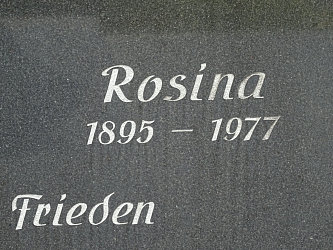 Rosina
1895 – 1977
Frieden